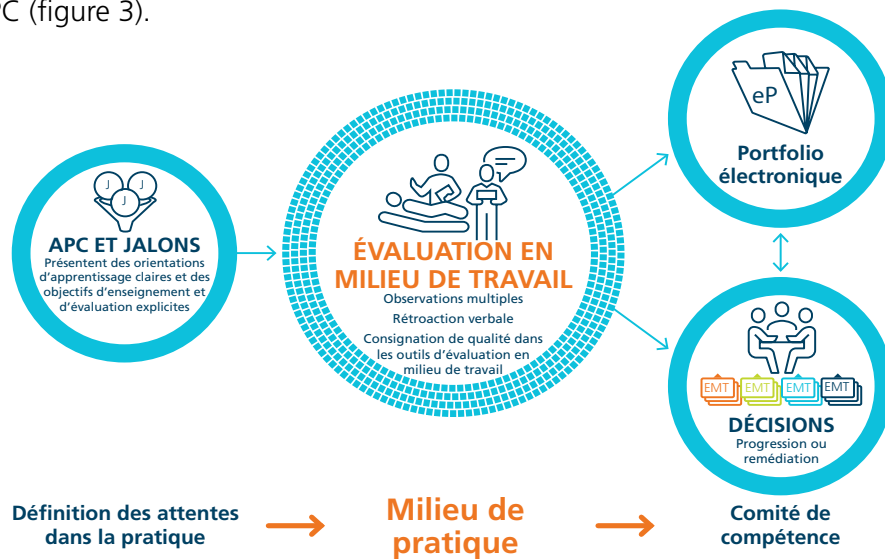 PC (figure 3).
J J
J
APC ET JALONS
Présentent des orientations
d'apprentissage claires et des
objectifs d'enseignement et
d'évaluation explicites
ÉVALUATION EN
MILIEU DE TRAVAIL
Observations multiples
Rétroaction verbale
Consignation de qualité dans
les outils d'évaluation en
milieu de travail
eP
Portfolio
électronique
EMT EMT EMT EMT
DÉCISIONS
Progression ou
remédiation
Définition des attentes
dans la pratique
Milieu de
pratique
Comité de
compétence